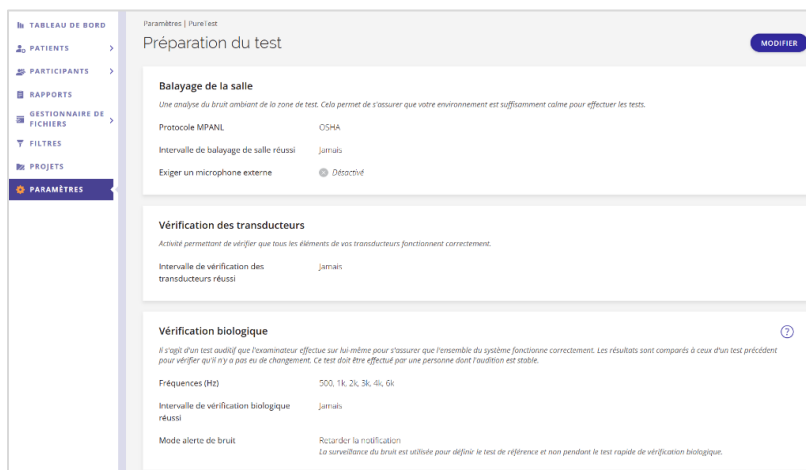 TABLEAU DE BORD
PATIENTS
PARTICIPANTS
RAPPORTS
GESTIONNAIRE DE
FICHIERS
FILTRES
PROJETS
PARAMÈTRES
Paramètres | PureTest
Préparation du test
MODIFIER
Balayage de la salle
Une analyse du bruit ambiant de la zone de test. Cela permet de s'assurer que votre environnement est suffisamment calme pour effectuer les tests.
Protocole MPANL OSHA
Intervalle de balayage de salle réussi Jamais
Exiger un microphone externe Désactivé
Vérification des transducteurs
Activité permettant de vérifier que tous les éléments de vos transducteurs fonctionnent correctement.
Intervalle de vérification des Jamais
transducteurs réussi
Vérification biologique
?
Il s'agit d'un test auditif que l'examinateur effectue sur lui-même pour s'assurer que l'ensemble du système fonctionne correctement. Les résultats sont comparés à ceux d'un test précédent
pour vérifier qu'il n'y a pas eu de changement. Ce test doit être effectué par une personne dont l'audition est stable.
Fréquences (Hz) 500, 1k, 2k, 3k, 4k, 6k
Intervalle de vérification biologique Jamais
réussi
Mode alerte de bruit Retarder la notification
La surveillance du bruit est utilisée pour définir le test de référence et non pendant le test rapide de vérification biologique.